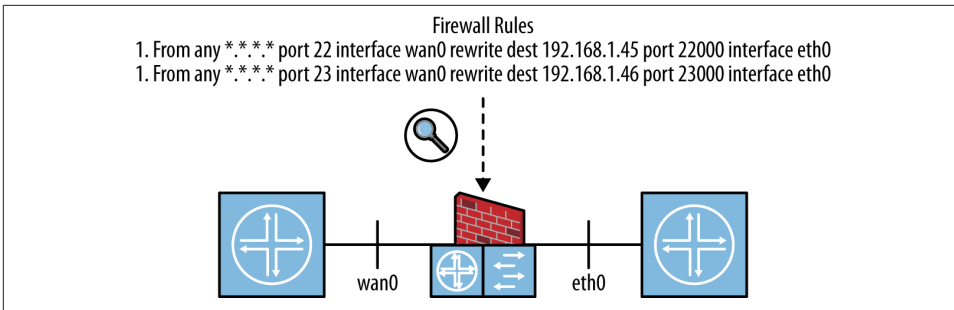 Firewall Rules
1. From any *.*.*.* port 22 interface wan0 rewrite dest 192.168.1.45 port 22000 interface eth0
1. From any *.*.*.* port 23 interface wan0 rewrite dest 192.168.1.46 port 23000 interface eth0
wan0
eth0